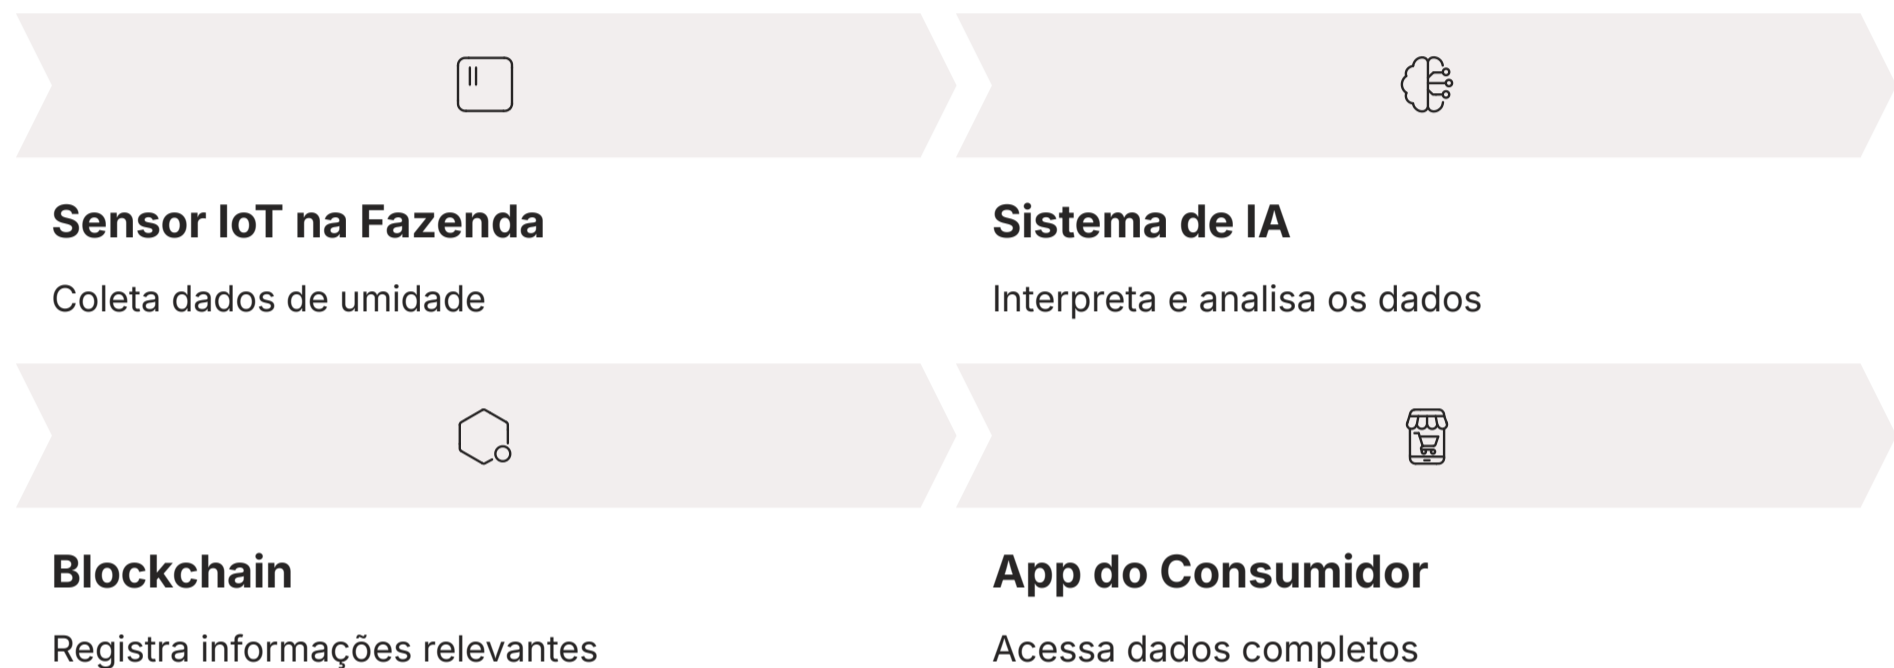 Sensor IoT na Fazenda
Coleta dados de umidade
Sistema de IA
Interpreta e analisa os dados
Blockchain
Registra informações relevantes
App do Consumidor
Acessa dados completos